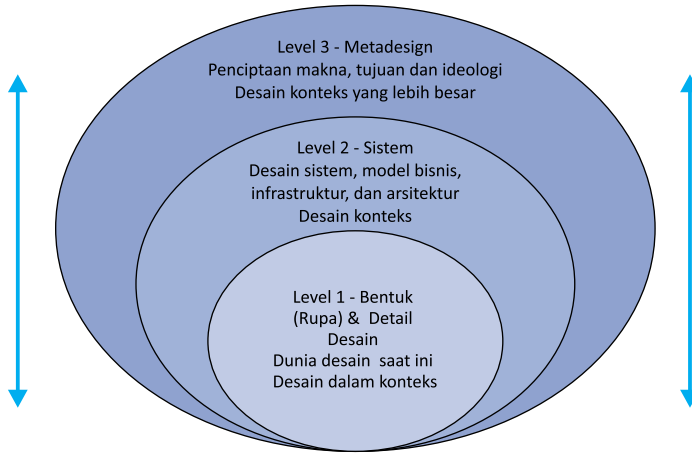 Level 3 - Metadesign
Penciptaan makna, tujuan dan ideologi
Desain konteks yang lebih besar
Level 2 - Sistem
Desain sistem, model bisnis,
infrastruktur, dan arsitektur
Desain konteks
Level 1 - Bentuk
(Rupa) & Detail
Desain
Dunia desain saat ini
Desain dalam konteks